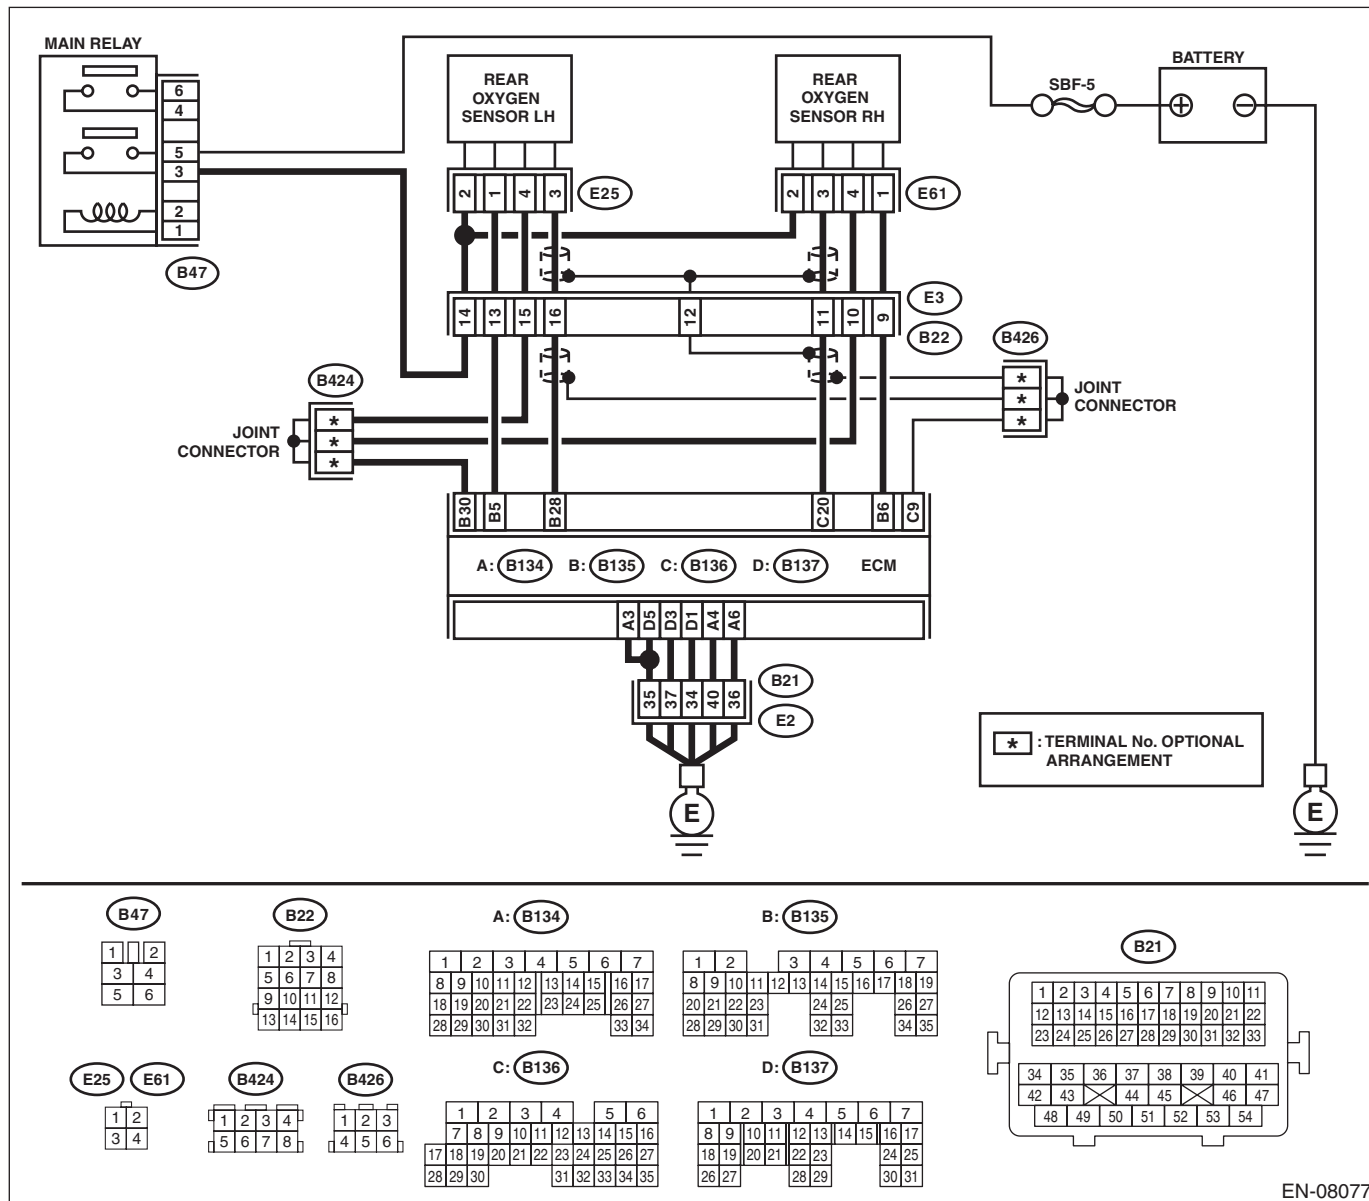 MAIN RELAY
6
4
5
3
2
1
B47
REAR
OXYGEN
SENSOR LH
2 1 4 3
E25
REAR
OXYGEN
SENSOR RH
2 3 4 1
E61
SBF-5
BATTERY
+ −
14 13 15 16 12 11 10 9
E3
B22
B424
*
*
*
JOINT
CONNECTOR
B426
*
*
*
JOINT
CONNECTOR
B30 B5 B28 C20 B6 C9
A: B134 B: B135 C: B136 D: B137 ECM
A3 D5 D3 D1 A4 A6
35 37 34 40 36
B21
E2
E
* : TERMINAL No. OPTIONAL
ARRANGEMENT
E
B47
1 2
3 4
5 6
B22
1 2 3 4
5 6 7 8
9 10 11 12
13 14 15 16
A: B134
1 2 3 4 5 6 7
8 9 10 11 12 13 14 15 16 17
18 19 20 21 22 23 24 25 26 27
28 29 30 31 32 33 34
B: B135
1 2 3 4 5 6 7
8 9 10 11 12 13 14 15 16 17 18 19
20 21 22 23 24 25 26 27
28 29 30 31 32 33 34 35
B21
1 2 3 4 5 6 7 8 9 10 11
12 13 14 15 16 17 18 19 20 21 22
23 24 25 26 27 28 29 30 31 32 33
34 35 36 37 38 39 40 41
42 43 44 45 46 47
48 49 50 51 52 53 54
E25 E61
1 2
3 4
B424
1 2 3 4
5 6 7 8
B426
1 2 3
4 5 6
C: B136
1 2 3 4 5 6
7 8 9 10 11 12 13 14 15 16
17 18 19 20 21 22 23 24 25 26 27
28 29 30 31 32 33 34 35
D: B137
1 2 3 4 5 6 7
8 9 10 11 12 13 14 15 16 17
18 19 20 21 22 23 24 25
26 27 28 29 30 31
EN-08077